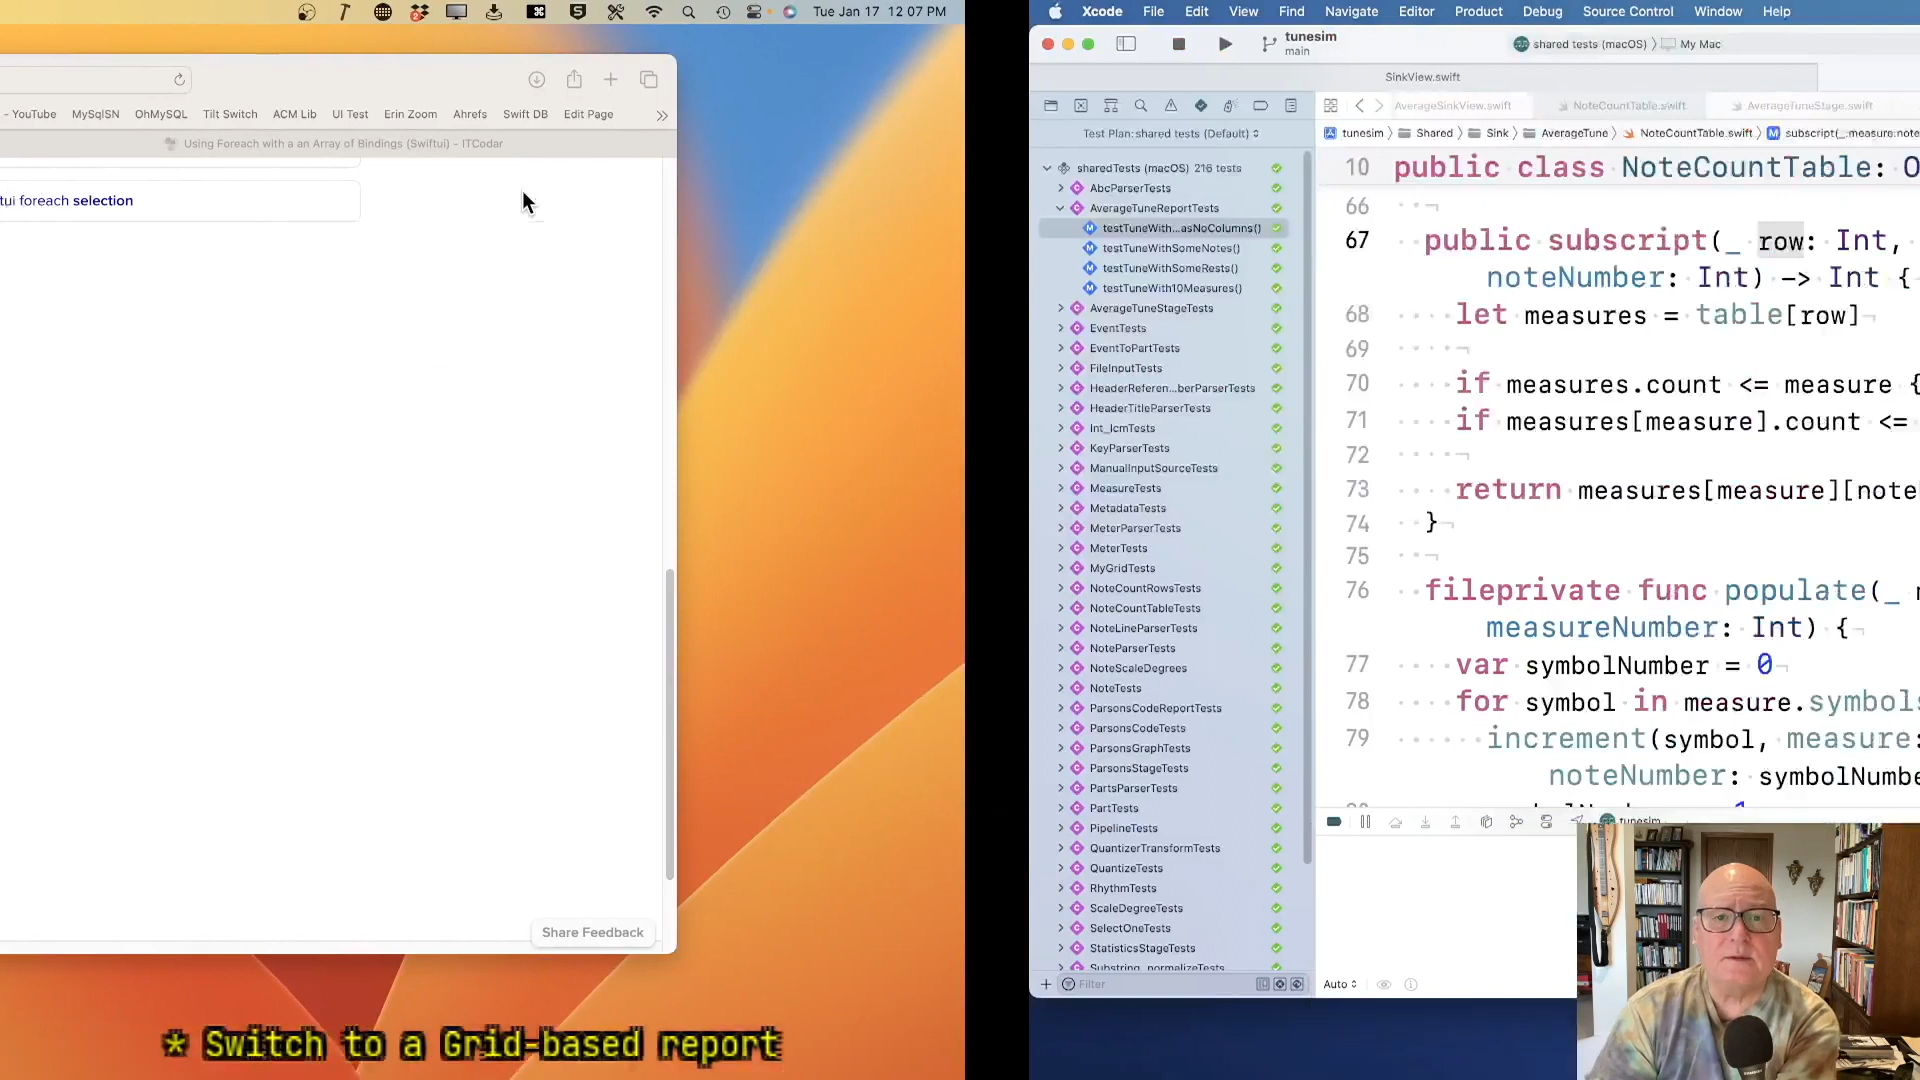 Tue Jan 17 12:07 PM
- YouTube MySqlSN OhMySQL Tilt Switch ACM Lib UI Test Erin Zoom Ahrefs Swift DB Edit Page
Using Foreach with a an Array of Bindings (Swiftui) - ITCodar
tui foreach selection
Share Feedback
* Switch to a Grid-based report
Xcode File Edit View Find Navigate Editor Product Debug Source Control Window Help
tunesim
main
shared tests (macOS) My Mac
SinkView.swift
AverageSinkView.swift NoteCountTable.swift AverageTuneStage.swift
Test Plan: shared tests (Default)
tunesim Shared Sink AverageTune NoteCountTable.swift subscript(_:measure:note
sharedTests (macOS) 216 tests
AbcParserTests
AverageTuneReportTests
testTuneWith...asNoColumns()
testTuneWithSomeNotes()
testTuneWithSomeRests()
testTuneWith10Measures()
AverageTuneStageTests
EventTests
EventToPartTests
FileInputTests
HeaderReferen...berParserTests
HeaderTitleParserTests
Int_lcmTests
KeyParserTests
ManualInputSourceTests
MeasureTests
MetadataTests
MeterParserTests
MeterTests
MyGridTests
NoteCountRowsTests
NoteCountTableTests
NoteLineParserTests
NoteParserTests
NoteScaleDegrees
NoteTests
ParsonsCodeReportTests
ParsonsCodeTests
ParsonsGraphTests
ParsonsStageTests
PartsParserTests
PartTests
PipelineTests
QuantizerTransformTests
QuantizeTests
RhythmTests
ScaleDegreeTests
SelectOneTests
StatisticsStageTests
Substring_normalizeTests
Filter
10 public class NoteCountTable: O
66
67 public subscript(_ row: Int,
noteNumber: Int) -> Int {
68 let measures = table[row]
69
70 if measures.count <= measure {
71 if measures[measure].count <=
72
73 return measures[measure][note
74 }
75
76 fileprivate func populate(_
measureNumber: Int) {
77 var symbolNumber = 0
78 for symbol in measure.symbols
79 increment(symbol, measure:
noteNumber: symbolNumbe
tunesim
Auto